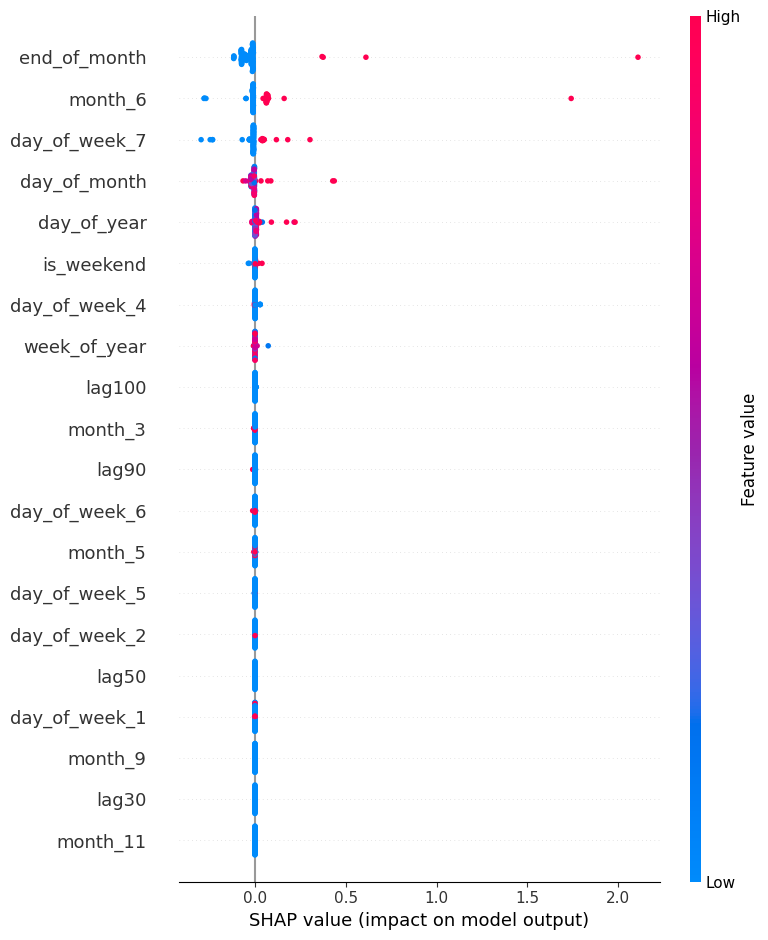 High
end_of_month
month_6
day_of_week_7
day_of_month
day_of_year
is_weekend
day_of_week_4
week_of_year
lag100
month_3
lag90
day_of_week_6
month_5
day_of_week_5
day_of_week_2
lag50
day_of_week_1
month_9
lag30
month_11
Feature value
Low
0.0 0.5 1.0 1.5 2.0
SHAP value (impact on model output)